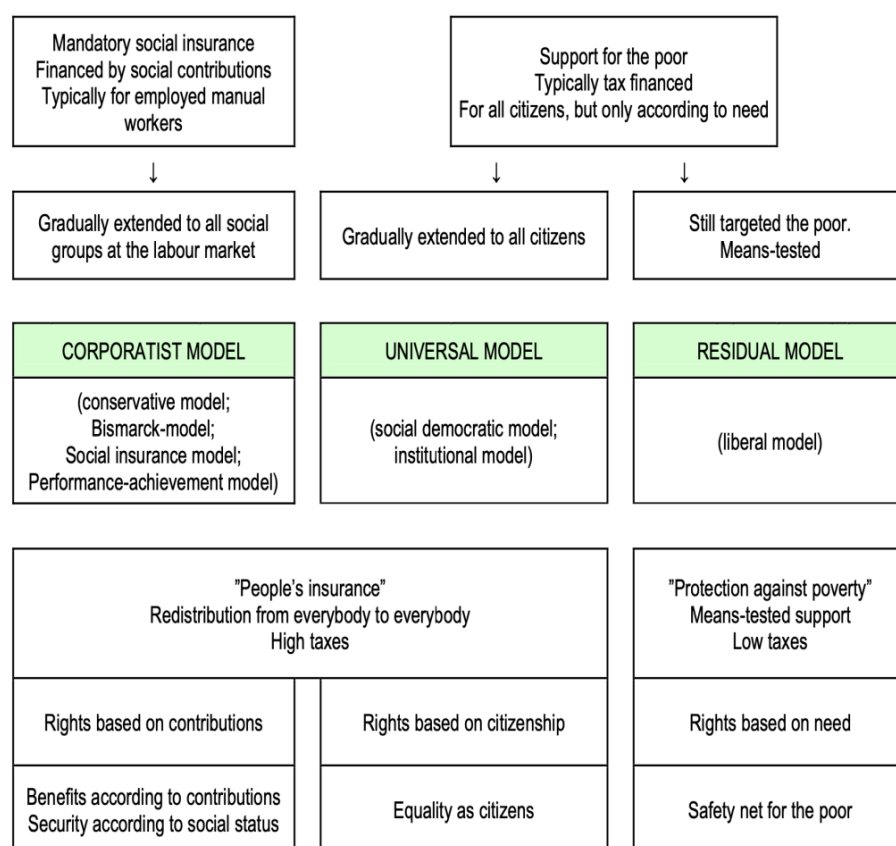 Mandatory social insurance
Financed by social contributions
Typically for employed manual
workers
Support for the poor
Typically tax financed
For all citizens, but only according to need
↓
↓
↓
Gradually extended to all social
groups at the labour market
Gradually extended to all citizens
Still targeted the poor.
Means-tested
CORPORATIST MODEL
UNIVERSAL MODEL
RESIDUAL MODEL
(conservative model;
Bismarck-model;
Social insurance model;
Performance-achievement model)
(social democratic model;
institutional model)
(liberal model)
"People's insurance"
Redistribution from everybody to everybody
High taxes
"Protection against poverty"
Means-tested support
Low taxes
Rights based on contributions
Rights based on citizenship
Rights based on need
Benefits according to contributions
Security according to social status
Equality as citizens
Safety net for the poor